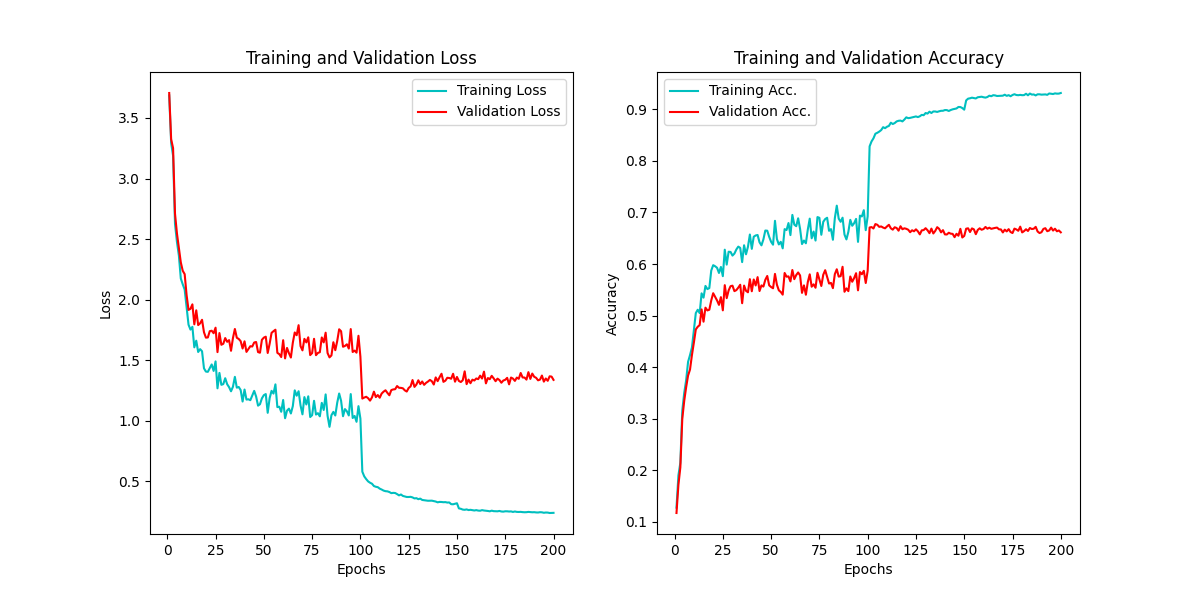 Training and Validation Loss
Training Loss
Validation Loss
3.5
3.0
2.5
2.0
1.5
1.0
0.5
Loss
0 25 50 75 100 125 150 175 200
Epochs
Training and Validation Accuracy
Training Acc.
Validation Acc.
0.9
0.8
0.7
0.6
0.5
0.4
0.3
0.2
0.1
Accuracy
0 25 50 75 100 125 150 175 200
Epochs